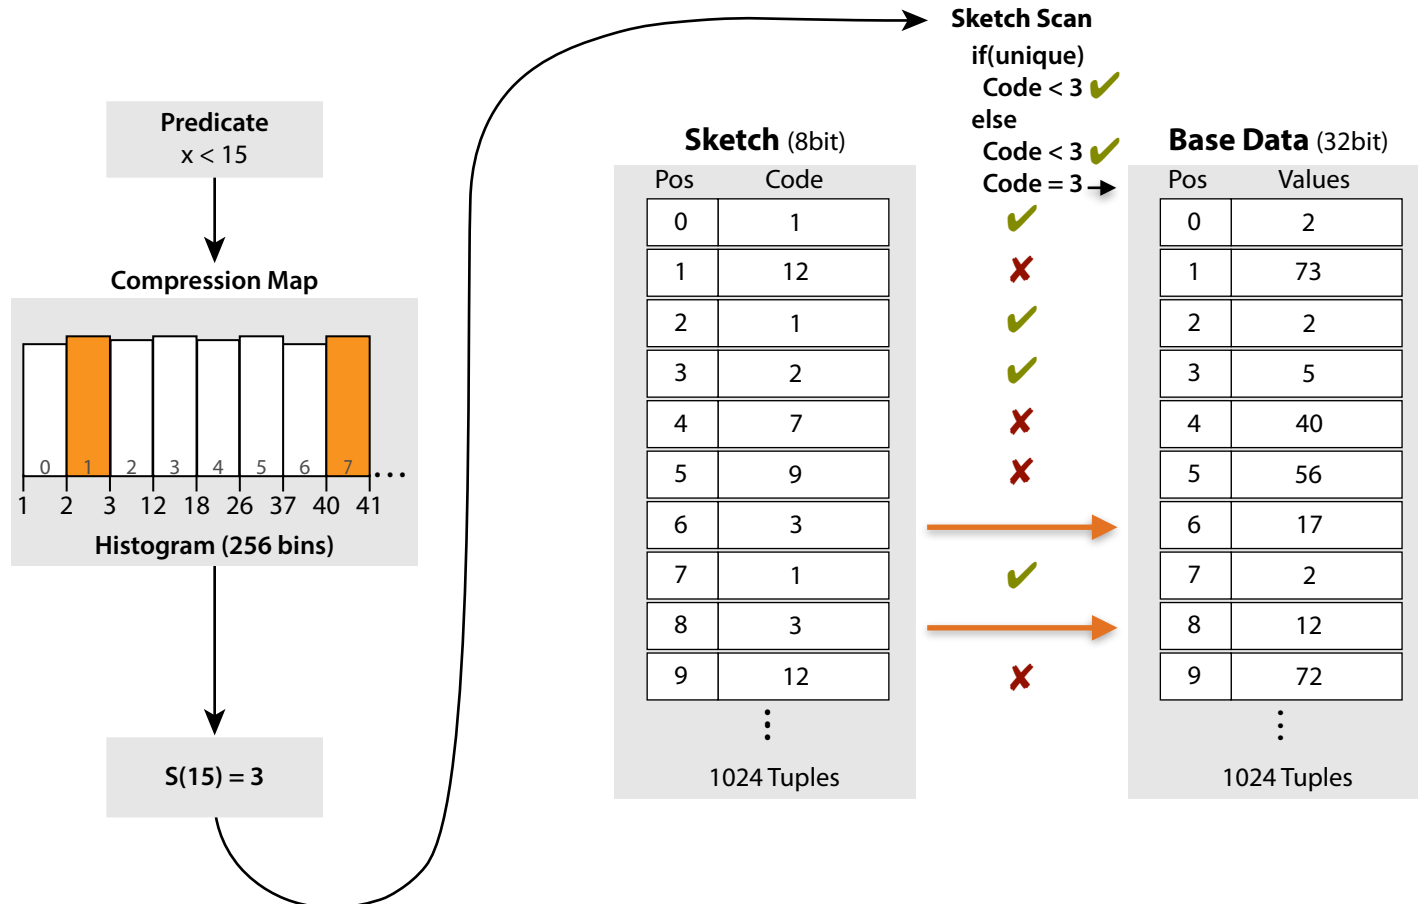 Predicate
x < 15
Compression Map
0 1 2 3 4 5 6 7 ...
1 2 3 12 18 26 37 40 41
Histogram (256 bins)
S(15) = 3
Sketch Scan
if(unique)
Code < 3 ✔
else
Code < 3 ✔
Code = 3
Sketch (8bit)
Pos Code
0 1
1 12
2 1
3 2
4 7
5 9
6 3
7 1
8 3
9 12
⋮
1024 Tuples
✔
✘
✔
✔
✘
✘
✔
✘
Base Data (32bit)
Pos Values
0 2
1 73
2 2
3 5
4 40
5 56
6 17
7 2
8 12
9 72
⋮
1024 Tuples